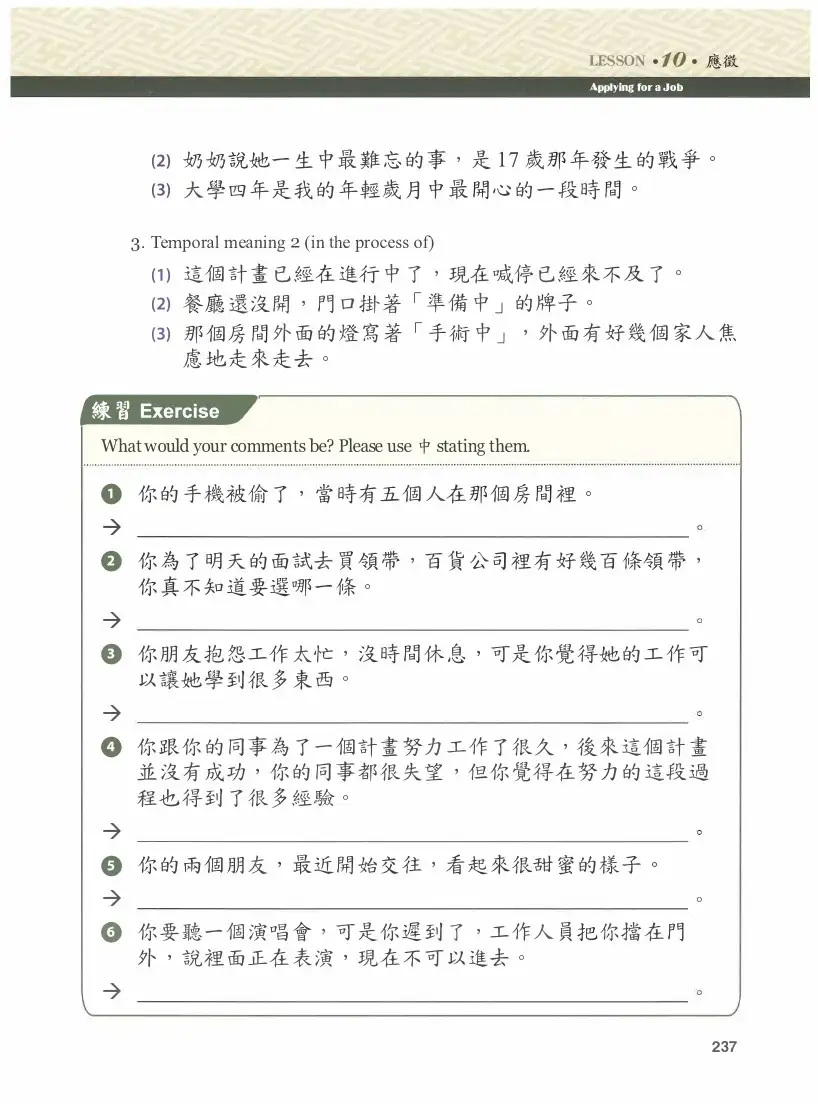 LESSON •10• 應徵
Applying for a Job
(2) 奶奶說她一生中最難忘的事，是 17 歲那年發生的戰爭。
(3) 大學四年是我的年輕歲月中最開心的一段時間。
3. Temporal meaning 2 (in the process of)
(1) 這個計畫已經在進行中了，現在喊停已經來不及了。
(2) 餐廳還沒開，門口掛著「準備中」的牌子。
(3) 那個房間外面的燈寫著「手術中」，外面有好幾個家人焦
慮地走來走去。
練習 Exercise
What would your comments be? Please use 中 stating them.
1 你的手機被偷了，當時有五個人在那個房間裡。
→ 。
2 你為了明天的面試去買領帶，百貨公司裡有好幾百條領帶，
你真不知道要選哪一條。
→ 。
3 你朋友抱怨工作太忙，沒時間休息，可是你覺得她的工作可
以讓她學到很多東西。
→ 。
4 你跟你的同事為了一個計畫努力工作了很久，後來這個計畫
並沒有成功，你的同事都很失望，但你覺得在努力的這段過
程也得到了很多經驗。
→ 。
5 你的兩個朋友，最近開始交往，看起來很甜蜜的樣子。
→ 。
6 你要聽一個演唱會，可是你遲到了，工作人員把你擋在門
外，說裡面正在表演，現在不可以進去。
→ 。
237